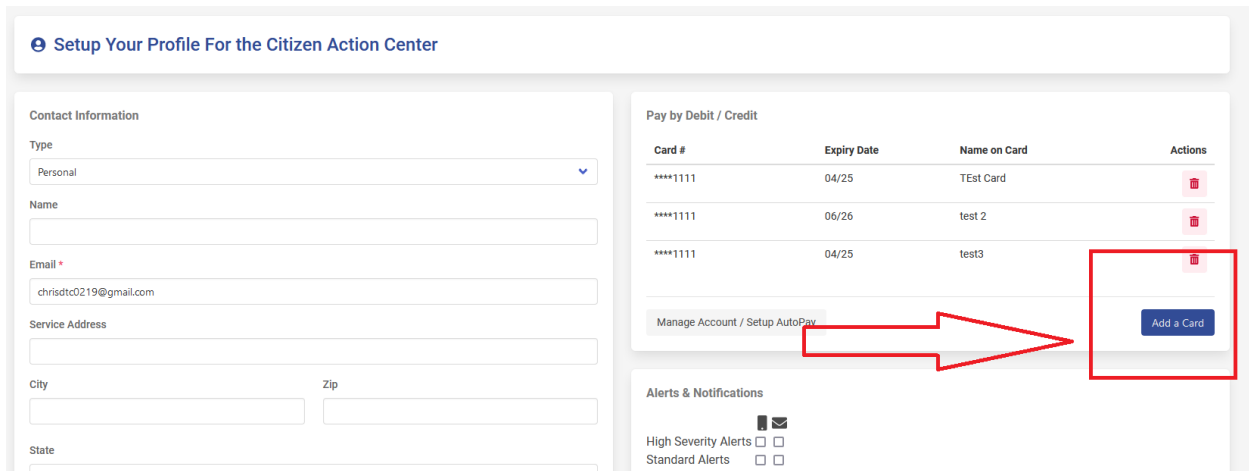 Setup Your Profile For the Citizen Action Center
Contact Information
Type
Personal
Name
Email *
chrisdtc0219@gmail.com
Service Address
City Zip
State
Pay by Debit / Credit
Card # Expiry Date Name on Card Actions
****1111 04/25 TEst Card
****1111 06/26 test 2
****1111 04/25 test3
Manage Account / Setup AutoPay
Add a Card
Alerts & Notifications
High Severity Alerts
Standard Alerts